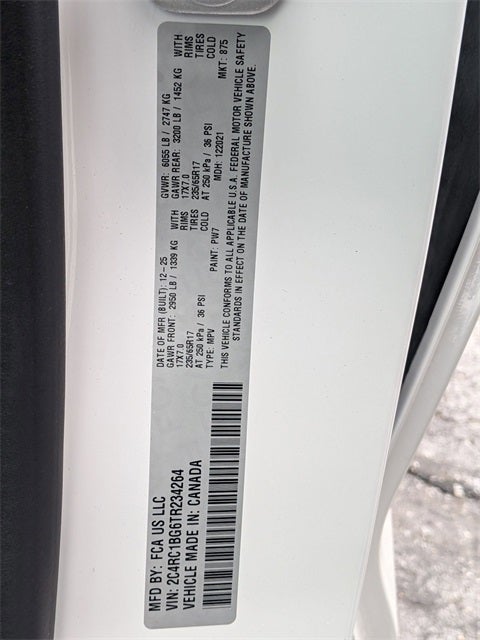 MFD BY: FCA US LLC
VIN: 2C4RC1BG6TR234264
VEHICLE MADE IN: CANADA
DATE OF MFR (BUILT): 12-25 GVWR: 6055 LB / 2747 KG
GAWR FRONT: 2950 LB / 1339 KG WITH GAWR REAR: 3200 LB / 1452 KG WITH
17X7.0 RIMS 17X7.0 RIMS
235/65R17 TIRES 235/65R17 TIRES
AT 250 kPa / 36 PSI COLD AT 250 kPa / 36 PSI COLD
TYPE: MPV PAINT: PW7 MDH: 122021 MKT: 875
THIS VEHICLE CONFORMS TO ALL APPLICABLE U.S.A. FEDERAL MOTOR VEHICLE SAFETY
STANDARDS IN EFFECT ON THE DATE OF MANUFACTURE SHOWN ABOVE.